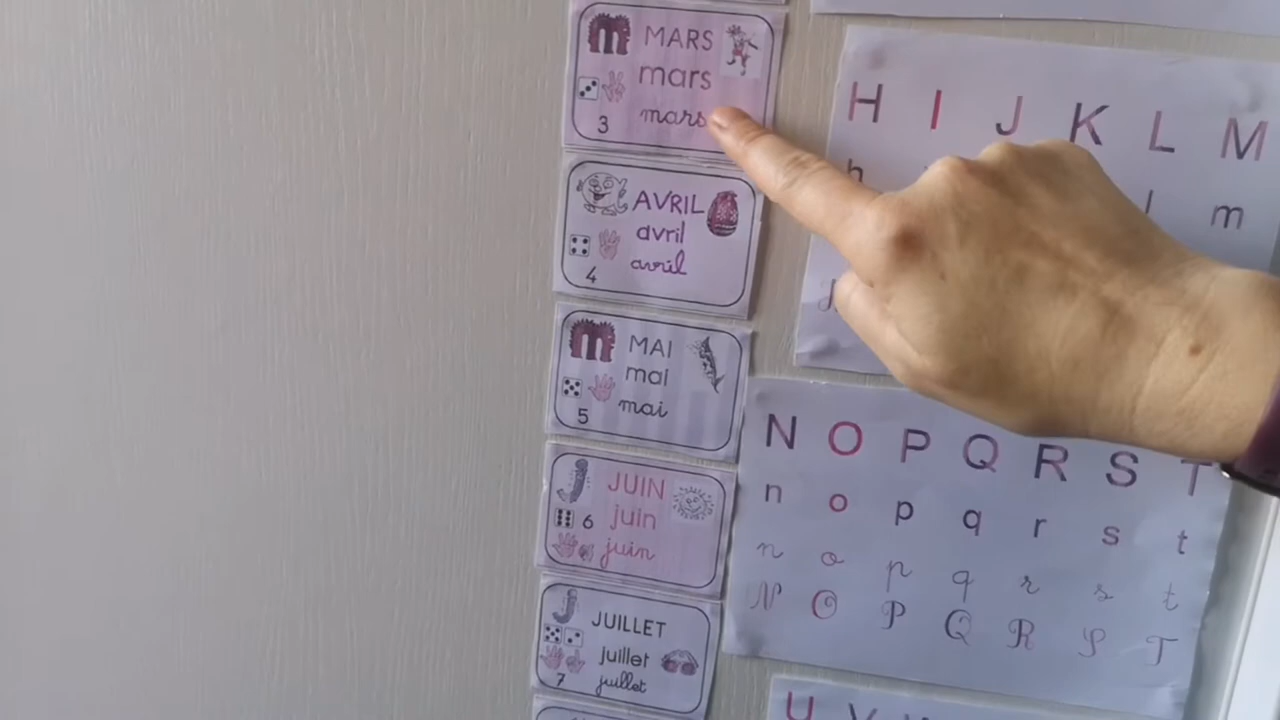 MARS
mars
mars
3
AVRIL
avril
avril
4
MAI
mai
mai
5
JUIN
6 juin
juin
JUILLET
juillet
juillet
7
H I J K L M
h l m
N O P Q R S T
n o p q r s t
n o p q r s t
N O P Q R S T
U V